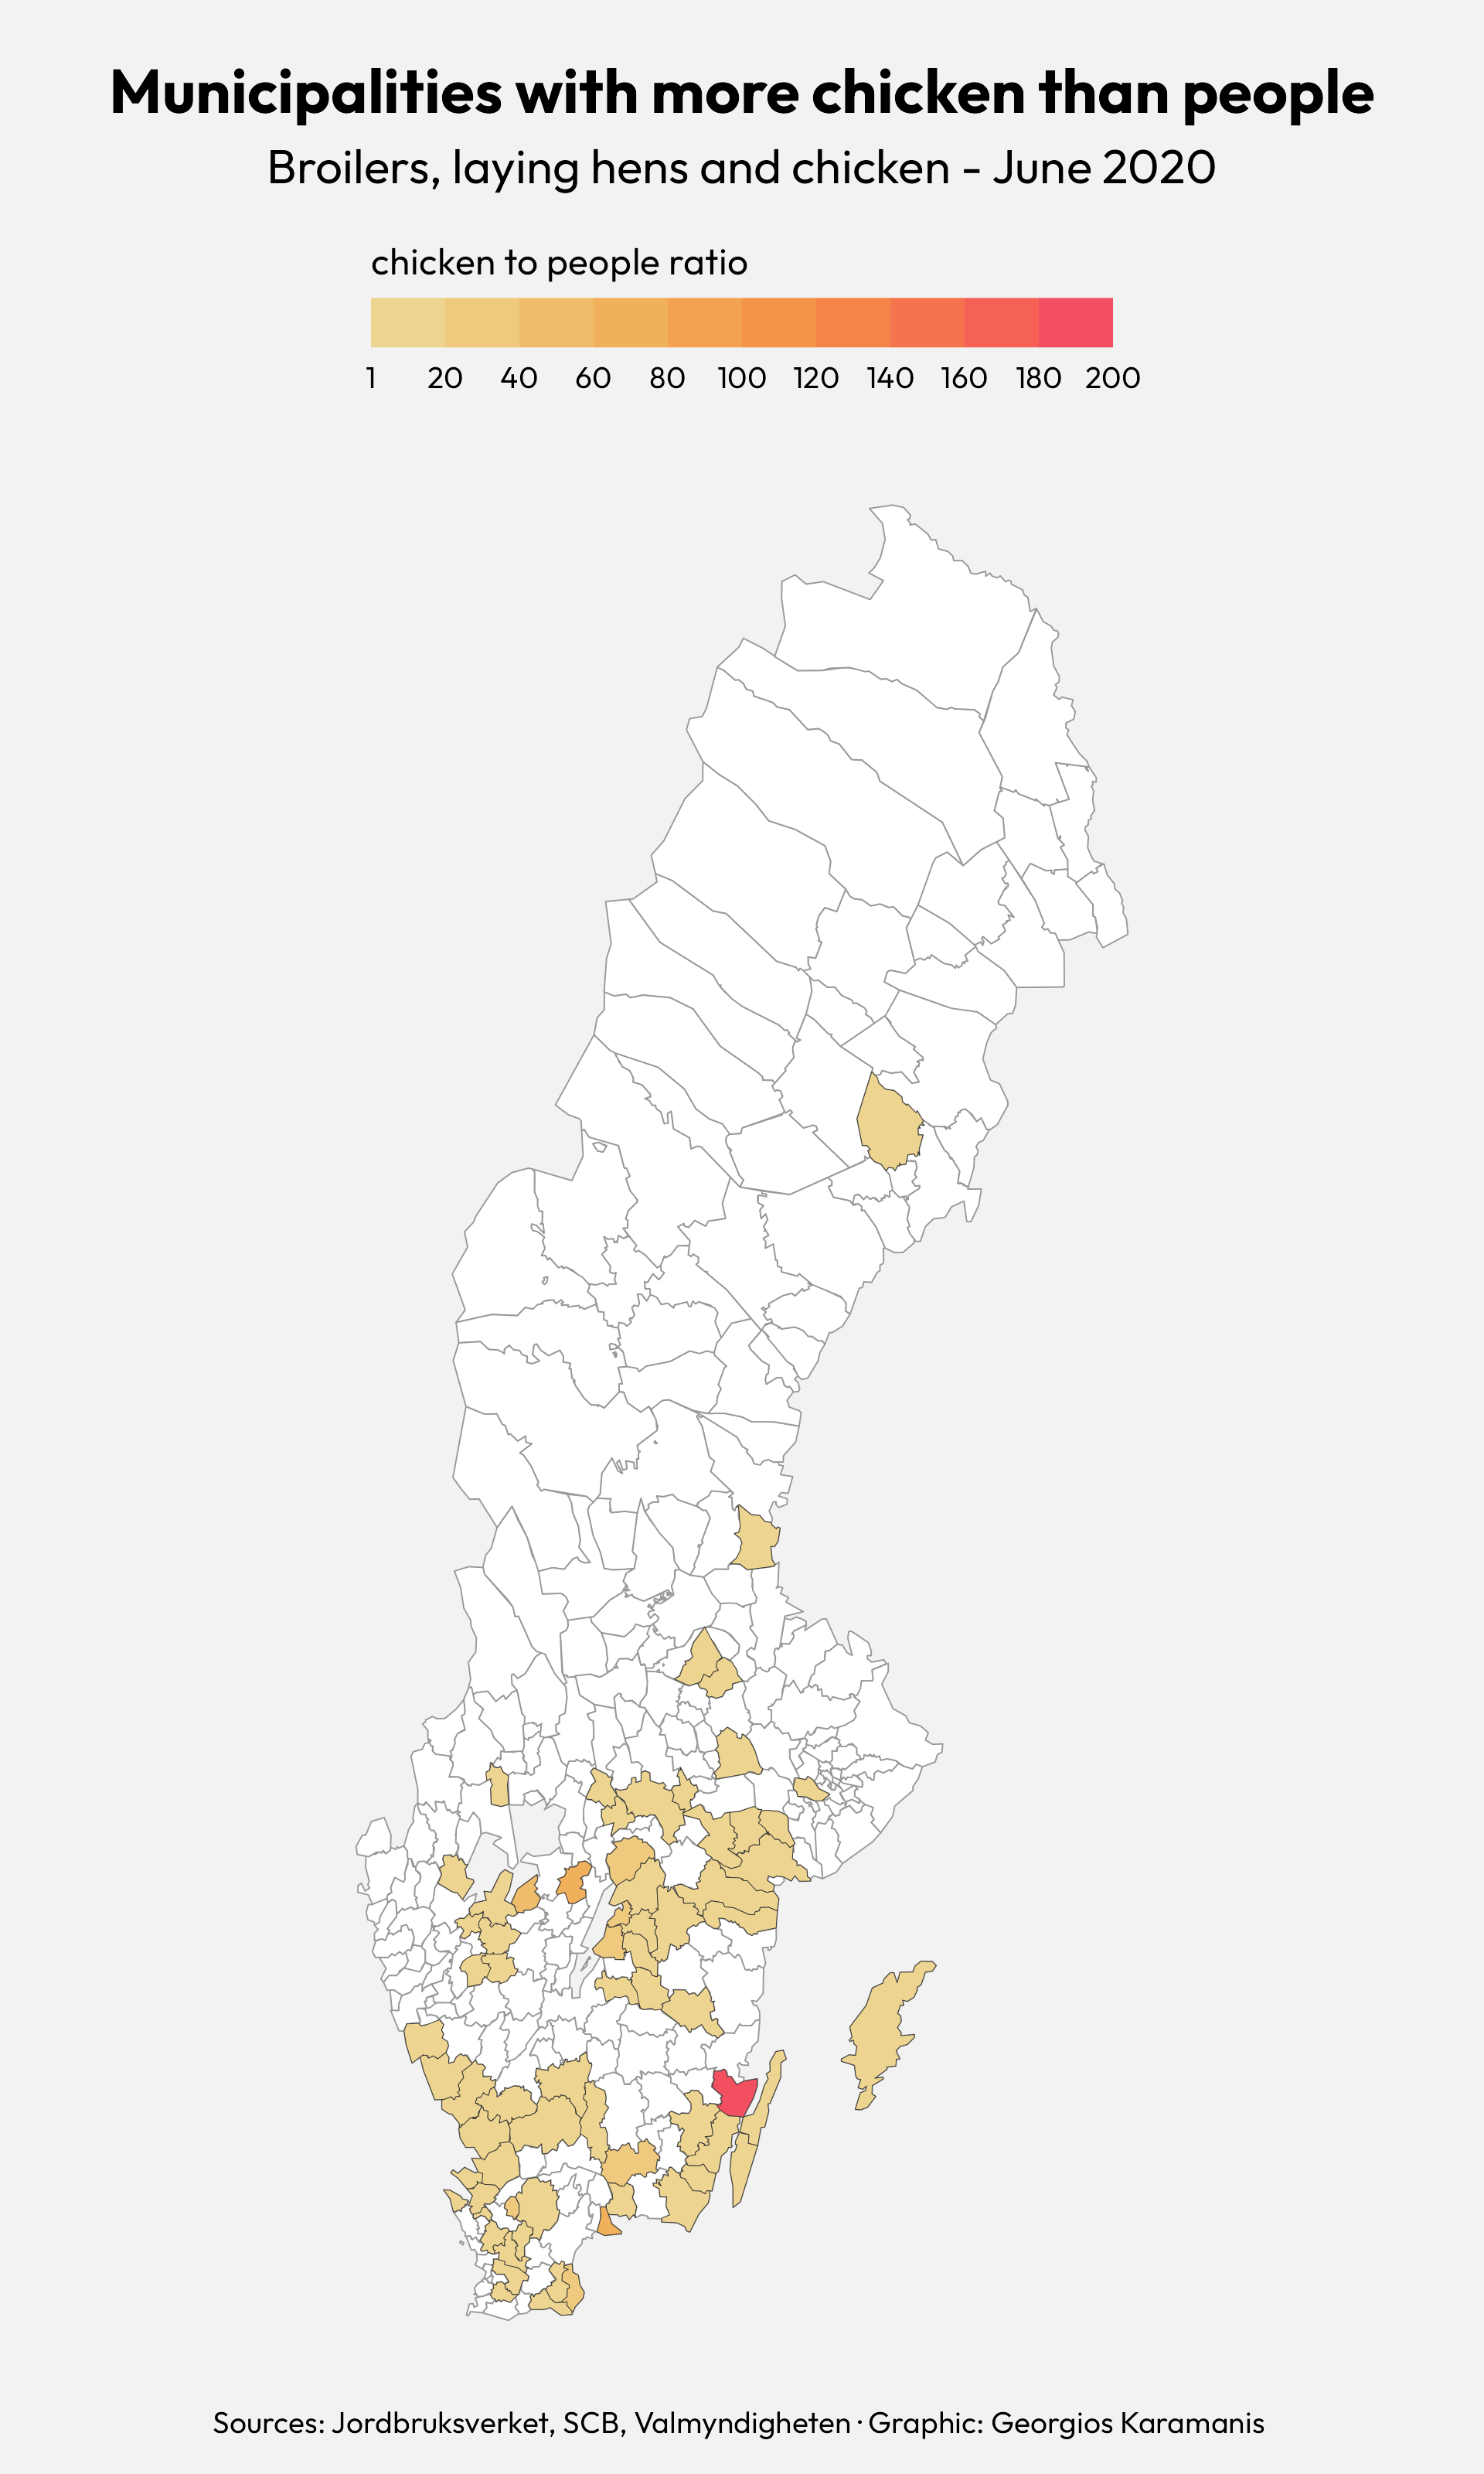 Municipalities with more chicken than people
Broilers, laying hens and chicken - June 2020
chicken to people ratio
1 20 40 60 80 100 120 140 160 180 200
Sources: Jordbruksverket, SCB, Valmyndigheten · Graphic: Georgios Karamanis